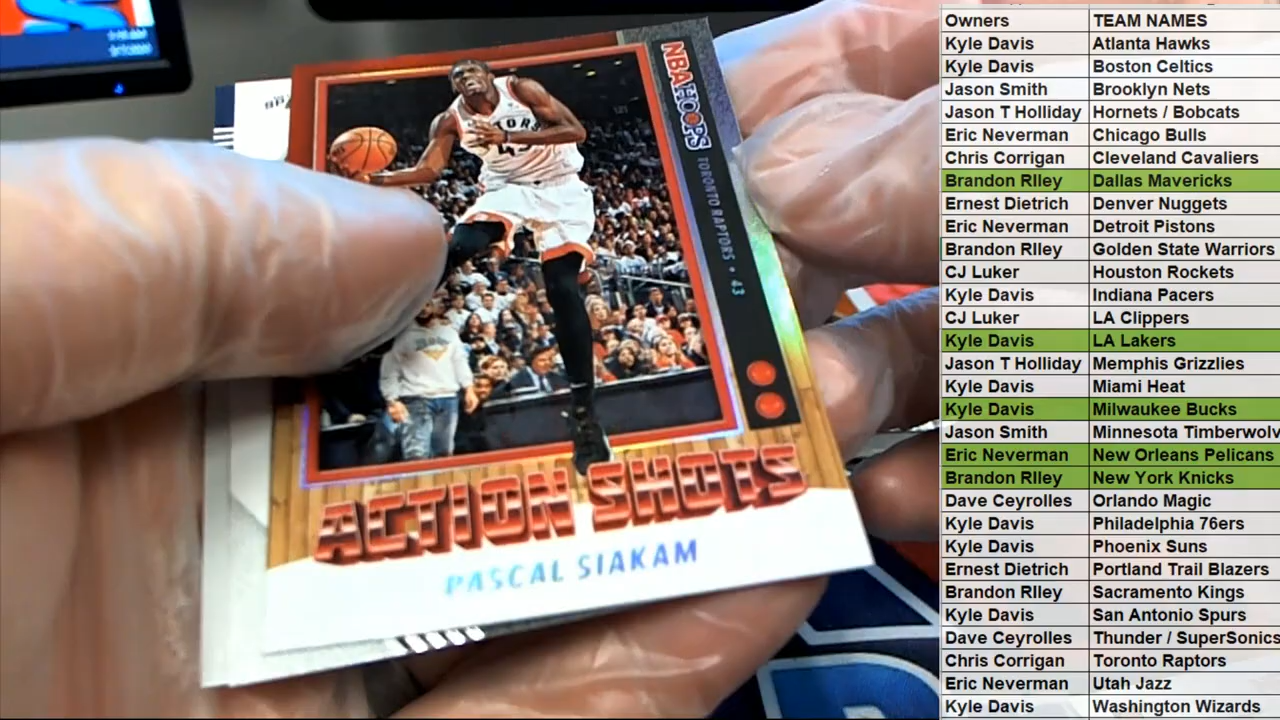 NBA HOOPS
TORONTO RAPTORS • 43
ACTION SHOTS
PASCAL SIAKAM
Owners TEAM NAMES
Kyle Davis Atlanta Hawks
Kyle Davis Boston Celtics
Jason Smith Brooklyn Nets
Jason T Holliday Hornets / Bobcats
Eric Neverman Chicago Bulls
Chris Corrigan Cleveland Cavaliers
Brandon RIley Dallas Mavericks
Ernest Dietrich Denver Nuggets
Eric Neverman Detroit Pistons
Brandon RIley Golden State Warriors
CJ Luker Houston Rockets
Kyle Davis Indiana Pacers
CJ Luker LA Clippers
Kyle Davis LA Lakers
Jason T Holliday Memphis Grizzlies
Kyle Davis Miami Heat
Kyle Davis Milwaukee Bucks
Jason Smith Minnesota Timberwolv
Eric Neverman New Orleans Pelicans
Brandon RIley New York Knicks
Dave Ceyrolles Orlando Magic
Kyle Davis Philadelphia 76ers
Kyle Davis Phoenix Suns
Ernest Dietrich Portland Trail Blazers
Brandon RIley Sacramento Kings
Kyle Davis San Antonio Spurs
Dave Ceyrolles Thunder / SuperSonics
Chris Corrigan Toronto Raptors
Eric Neverman Utah Jazz
Kyle Davis Washington Wizards